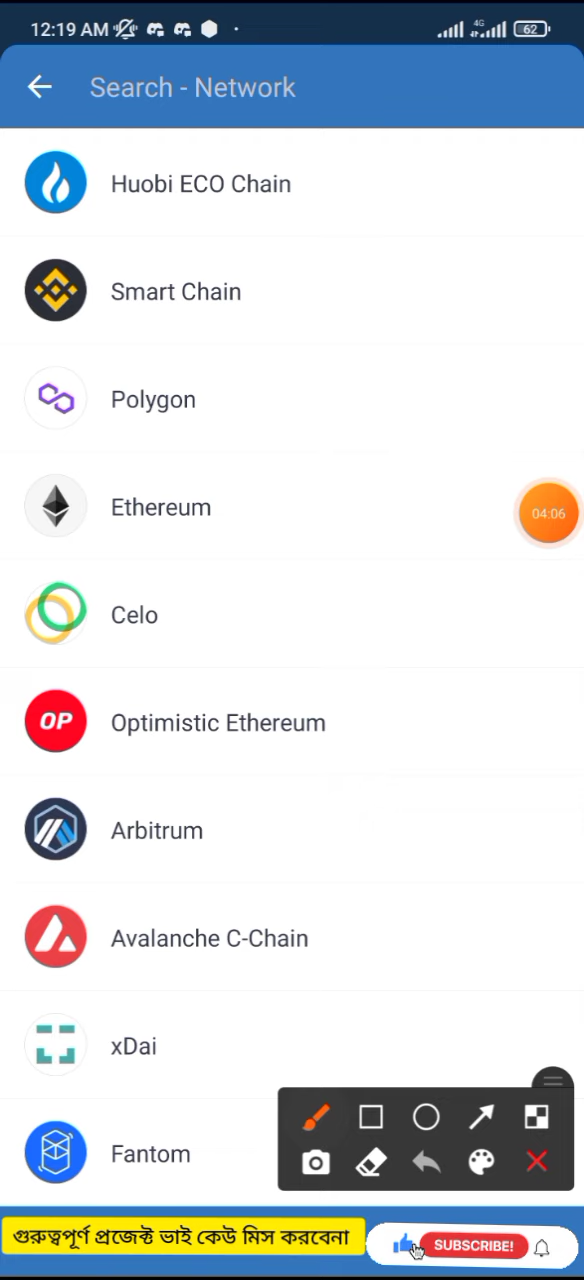 12:19 AM
4G
62
Search - Network
Huobi ECO Chain
Smart Chain
Polygon
Ethereum
04:06
Celo
OP
Optimistic Ethereum
Arbitrum
Avalanche C-Chain
xDai
Fantom
গুরুত্বপূর্ণ প্রজেক্ট ভাই কেউ মিস করবেনা
SUBSCRIBE!